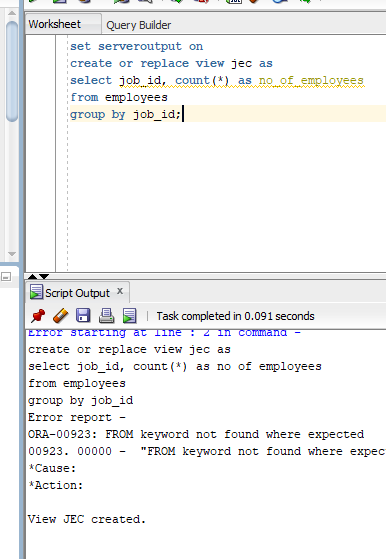 Worksheet Query Builder
set serveroutput on
create or replace view jec as
select job_id, count(*) as no_of_employees
from employees
group by job_id;
Script Output x
Task completed in 0.091 seconds
Error starting at line : 2 in command -
create or replace view jec as
select job_id, count(*) as no of employees
from employees
group by job_id
Error report -
ORA-00923: FROM keyword not found where expected
00923. 00000 - "FROM keyword not found where expec
*Cause:
*Action:
View JEC created.